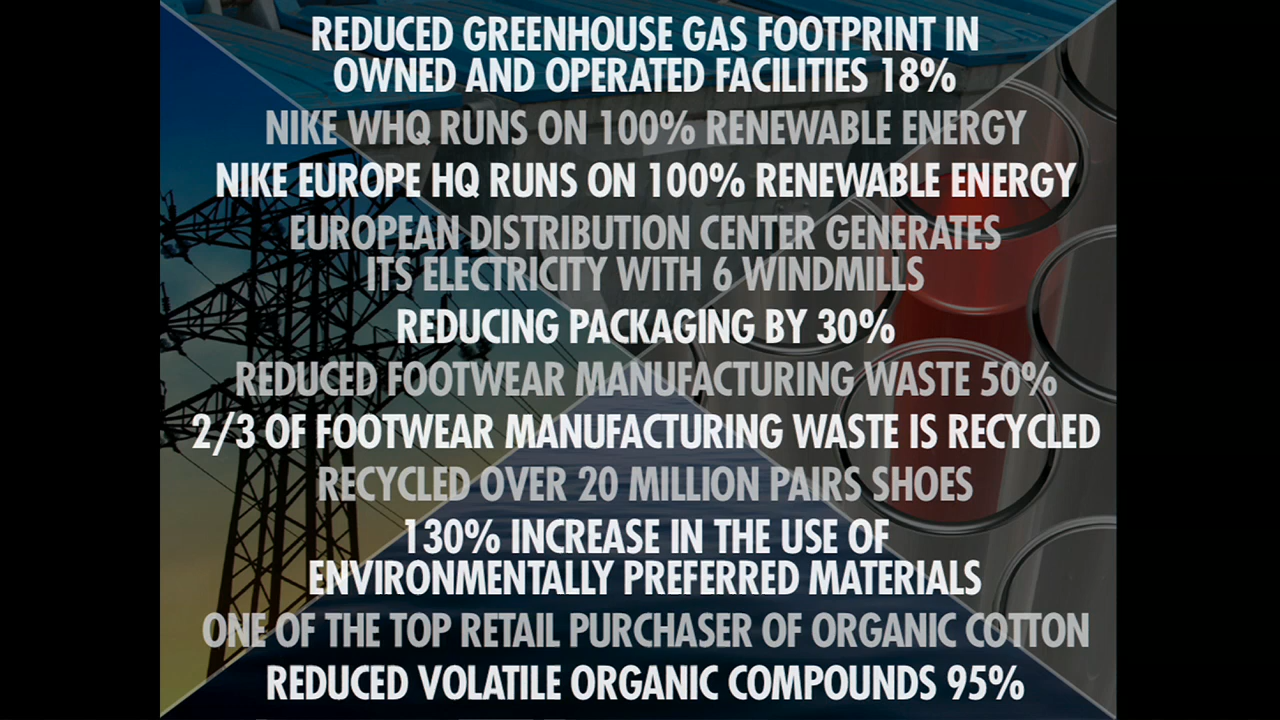 REDUCED GREENHOUSE GAS FOOTPRINT IN
OWNED AND OPERATED FACILITIES 18%
NIKE WHQ RUNS ON 100% RENEWABLE ENERGY
NIKE EUROPE HQ RUNS ON 100% RENEWABLE ENERGY
EUROPEAN DISTRIBUTION CENTER GENERATES
ITS ELECTRICITY WITH 6 WINDMILLS
REDUCING PACKAGING BY 30%
REDUCED FOOTWEAR MANUFACTURING WASTE 50%
2/3 OF FOOTWEAR MANUFACTURING WASTE IS RECYCLED
RECYCLED OVER 20 MILLION PAIRS SHOES
130% INCREASE IN THE USE OF
ENVIRONMENTALLY PREFERRED MATERIALS
ONE OF THE TOP RETAIL PURCHASER OF ORGANIC COTTON
REDUCED VOLATILE ORGANIC COMPOUNDS 95%